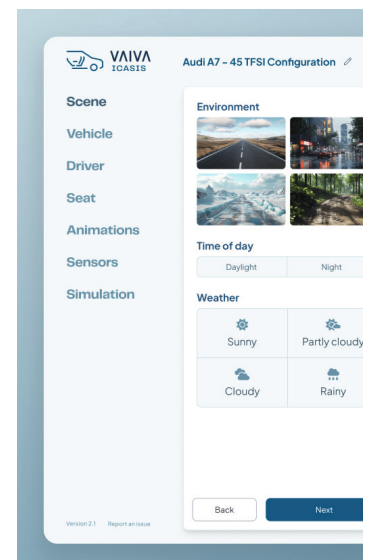 VAIVA
ICASIS
Audi A7 - 45 TFSI Configuration
Scene
Vehicle
Driver
Seat
Animations
Sensors
Simulation
Environment
Time of day
Daylight Night
Weather
Sunny Partly cloudy
Cloudy Rainy
Back Next
Version 2.1 Report an issue